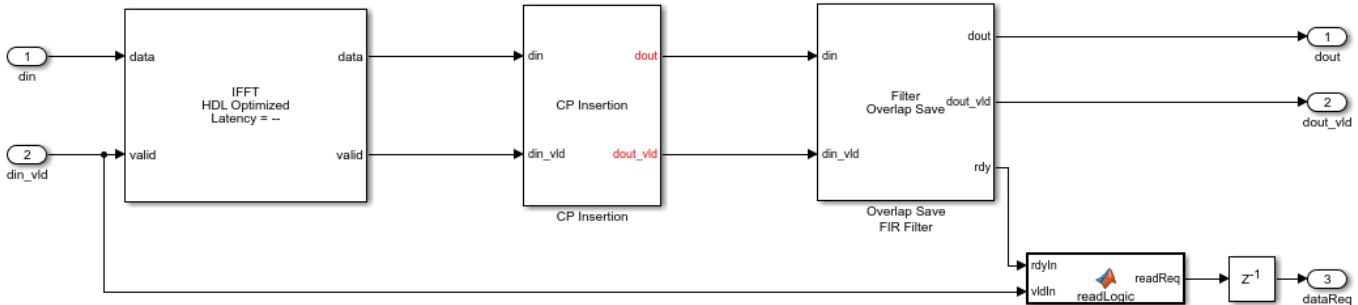 1
din
2
din_vld
data
valid
IFFT
HDL Optimized
Latency = --
data
valid
din
din_vld
CP Insertion
dout
dout_vld
CP Insertion
din
din_vld
Filter
Overlap Save
dout
dout_vld
rdy
Overlap Save
FIR Filter
rdyIn
vldIn
readReq
readLogic
Z-1
1
dout
2
dout_vld
3
dataReq